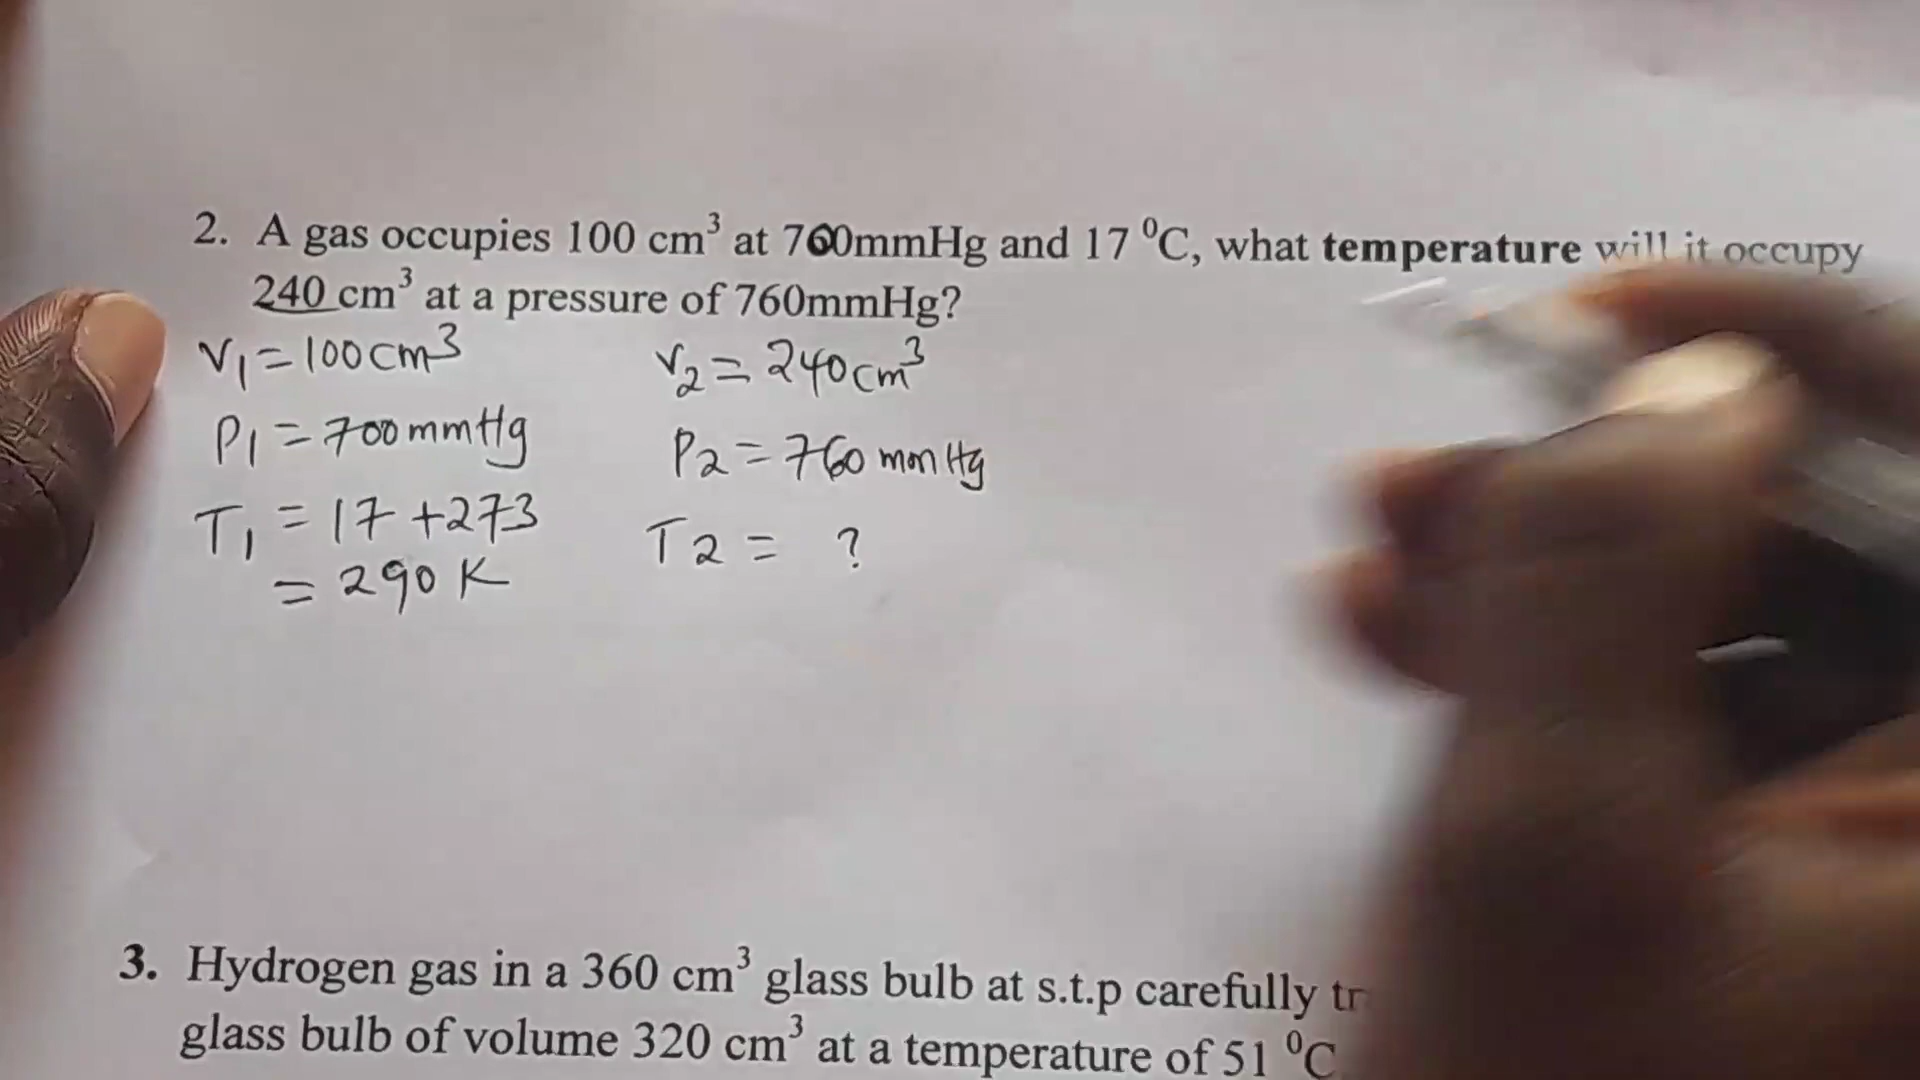 2. A gas occupies 100 cm³ at 700mmHg and 17 ⁰C, what temperature will it occupy
240 cm³ at a pressure of 760mmHg?
V₁ = 100 cm³
V₂ = 240 cm³
P₁ = 700 mmHg
P₂ = 760 mmHg
T₁ = 17 + 273
= 290 K
T₂ = ?
3. Hydrogen gas in a 360 cm³ glass bulb at s.t.p carefully tr
glass bulb of volume 320 cm³ at a temperature of 51 ⁰C